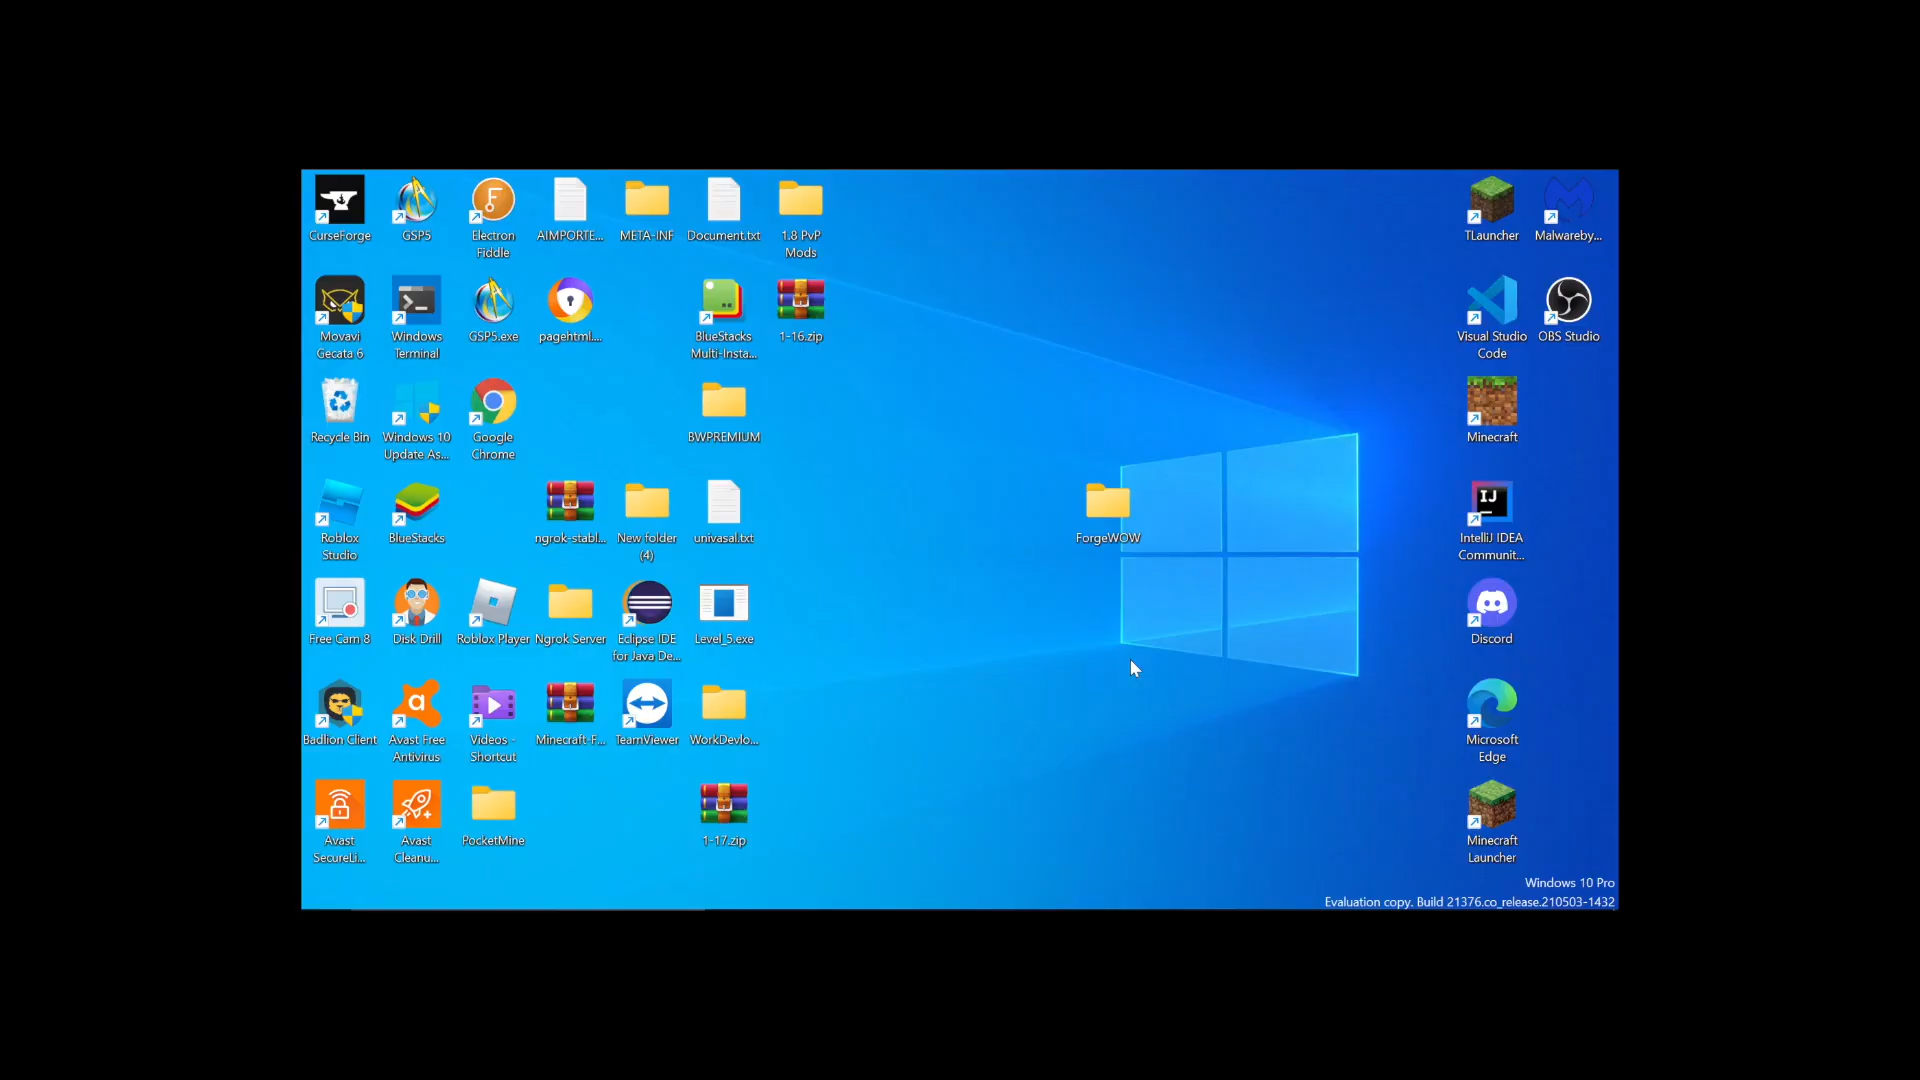 CurseForge
GSP5
Electron
Fiddle
AIMPORTE...
META-INF
Document.txt
1.8 PvP
Mods
TLauncher
Malwareby...
Movavi
Gecata 6
Windows
Terminal
GSP5.exe
pagehtml....
BlueStacks
Multi-Insta...
1-16.zip
Visual Studio
Code
OBS Studio
Recycle Bin
Windows 10
Update As...
Google
Chrome
BWPREMIUM
Minecraft
Roblox
Studio
BlueStacks
ngrok-stabl...
New folder
(4)
univasal.txt
ForgeWOW
IJ
IntelliJ IDEA
Communit...
Free Cam 8
Disk Drill
Roblox Player
Ngrok Server
Eclipse IDE
for Java De...
Level_5.exe
Discord
Badlion Client
Avast Free
Antivirus
Videos -
Shortcut
Minecraft-F...
TeamViewer
WorkDevlo...
Microsoft
Edge
Avast
SecureLi...
Avast
Cleanu...
PocketMine
1-17.zip
Minecraft
Launcher
Windows 10 Pro
Evaluation copy. Build 21376.co_release.210503-1432